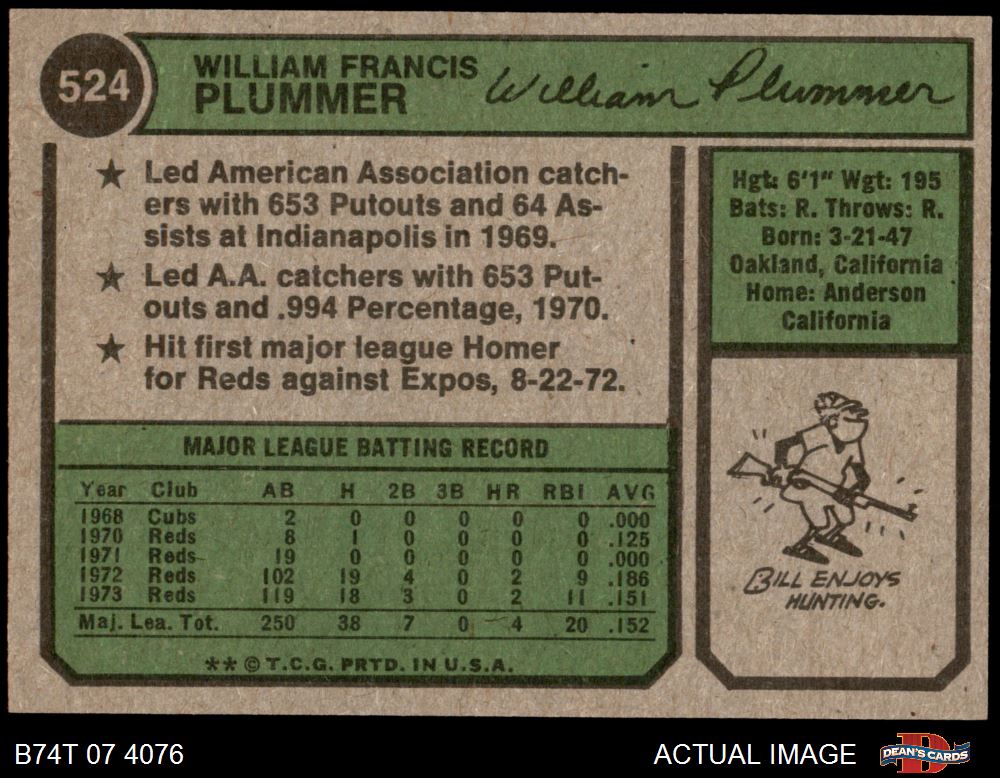 524
WILLIAM FRANCIS
PLUMMER
William Plummer
★ Led American Association catch-
ers with 653 Putouts and 64 As-
sists at Indianapolis in 1969.
★ Led A.A. catchers with 653 Put-
outs and .994 Percentage, 1970.
★ Hit first major league Homer
for Reds against Expos, 8-22-72.
Hgt: 6'1" Wgt: 195
Bats: R. Throws: R.
Born: 3-21-47
Oakland, California
Home: Anderson
California
MAJOR LEAGUE BATTING RECORD
Year Club AB H 2B 3B HR RBI AVG
1968 Cubs 2 0 0 0 0 0 .000
1970 Reds 8 1 0 0 0 0 .125
1971 Reds 19 0 0 0 0 0 .000
1972 Reds 102 19 4 0 2 9 .186
1973 Reds 119 18 3 0 2 11 .151
Maj. Lea. Tot. 250 38 7 0 4 20 .152
** © T.C.G. PRTD. IN U.S.A.
BILL ENJOYS
HUNTING.
B74T 07 4076
ACTUAL IMAGE
D
DEAN'S CARDS